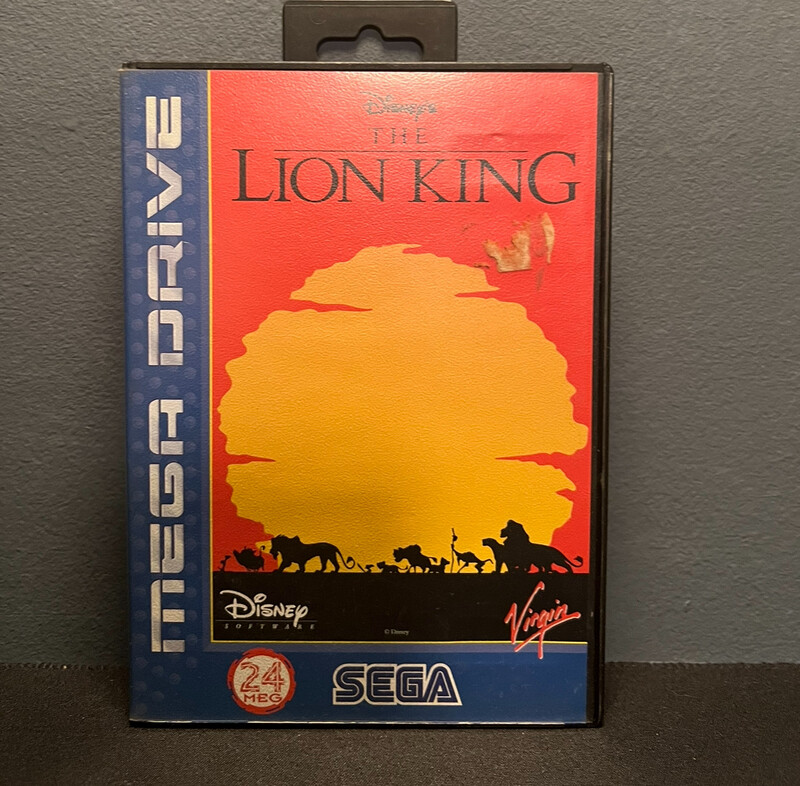 Disney's
THE
LION KING
MEGA DRIVE
Disney
SOFTWARE
© Disney
Virgin
24
MEG
SEGA